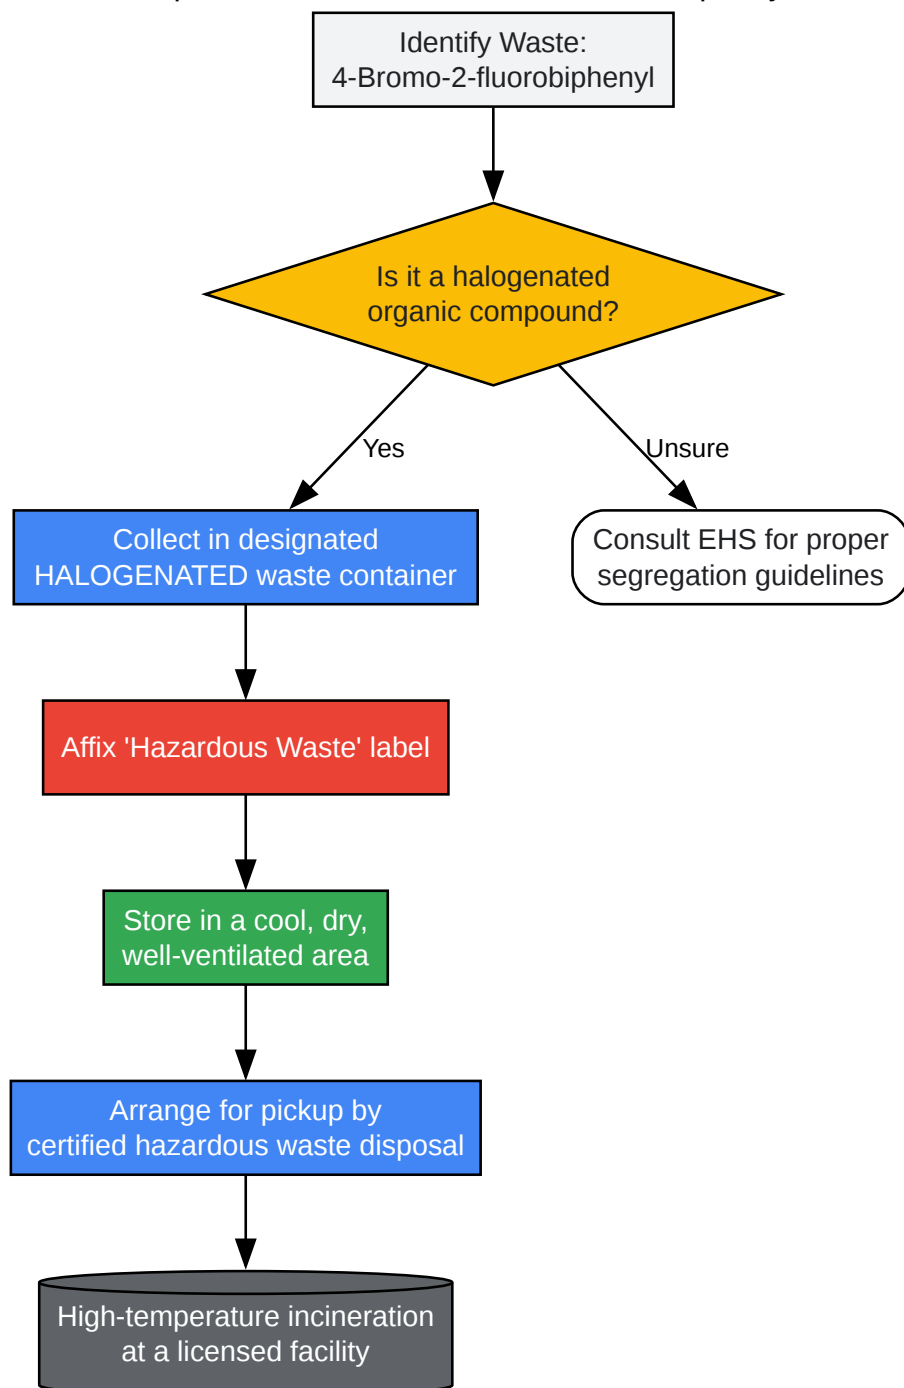 Identify Waste:
4-Bromo-2-fluorobiphenyl
Is it a halogenated
organic compound?
Yes
Unsure
Collect in designated
HALOGENATED waste container
Consult EHS for proper
segregation guidelines
Affix 'Hazardous Waste' label
Store in a cool, dry,
well-ventilated area
Arrange for pickup by
certified hazardous waste disposal
High-temperature incineration
at a licensed facility